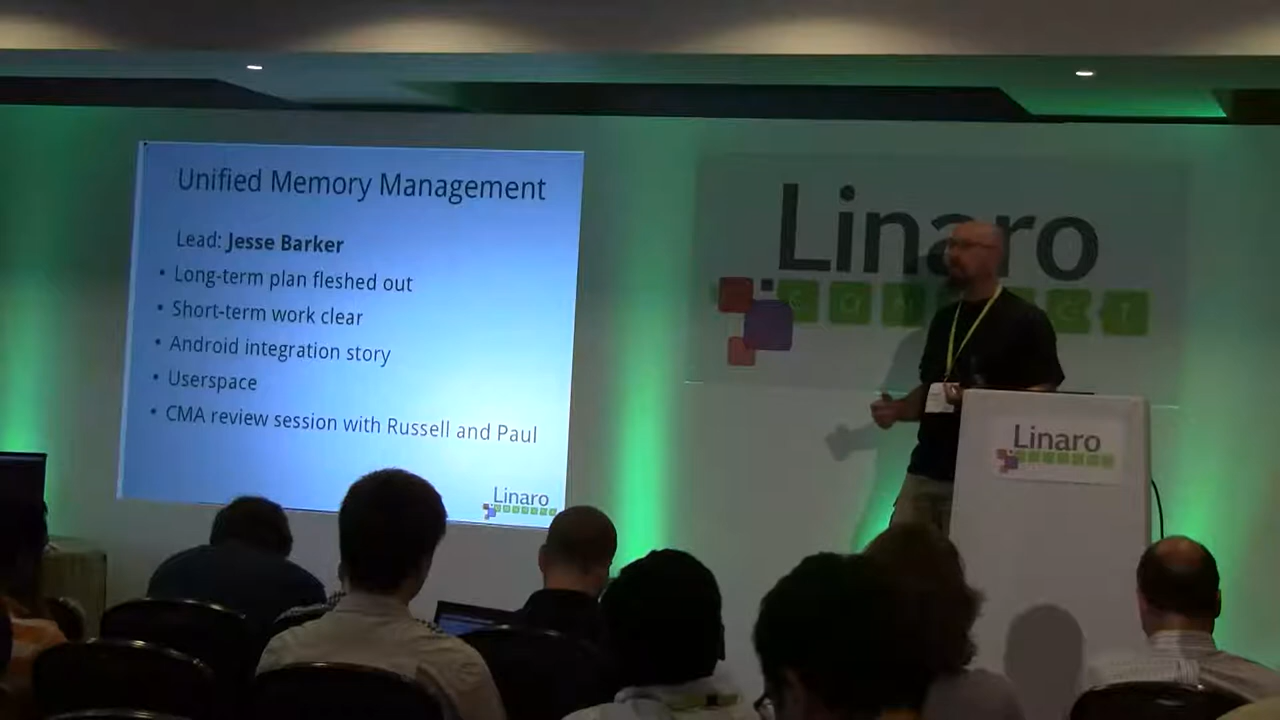 Unified Memory Management
Lead: Jesse Barker
• Long-term plan fleshed out
• Short-term work clear
• Android integration story
• Userspace
• CMA review session with Russell and Paul
Linaro
Linaro
CONNECT
Linaro